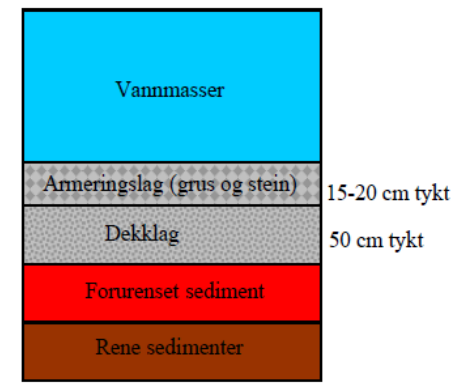 Vannmasser
Armeringslag (grus og stein)
15-20 cm tykt
Dekklag
50 cm tykt
Forurenset sediment
Rene sedimenter